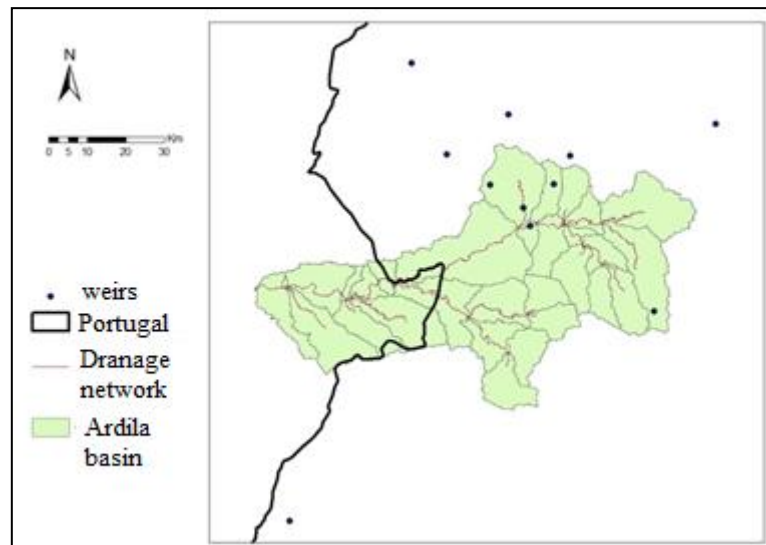 N
Km
0 5 10 20 30
weirs
Portugal
Dranage
network
Ardila
basin